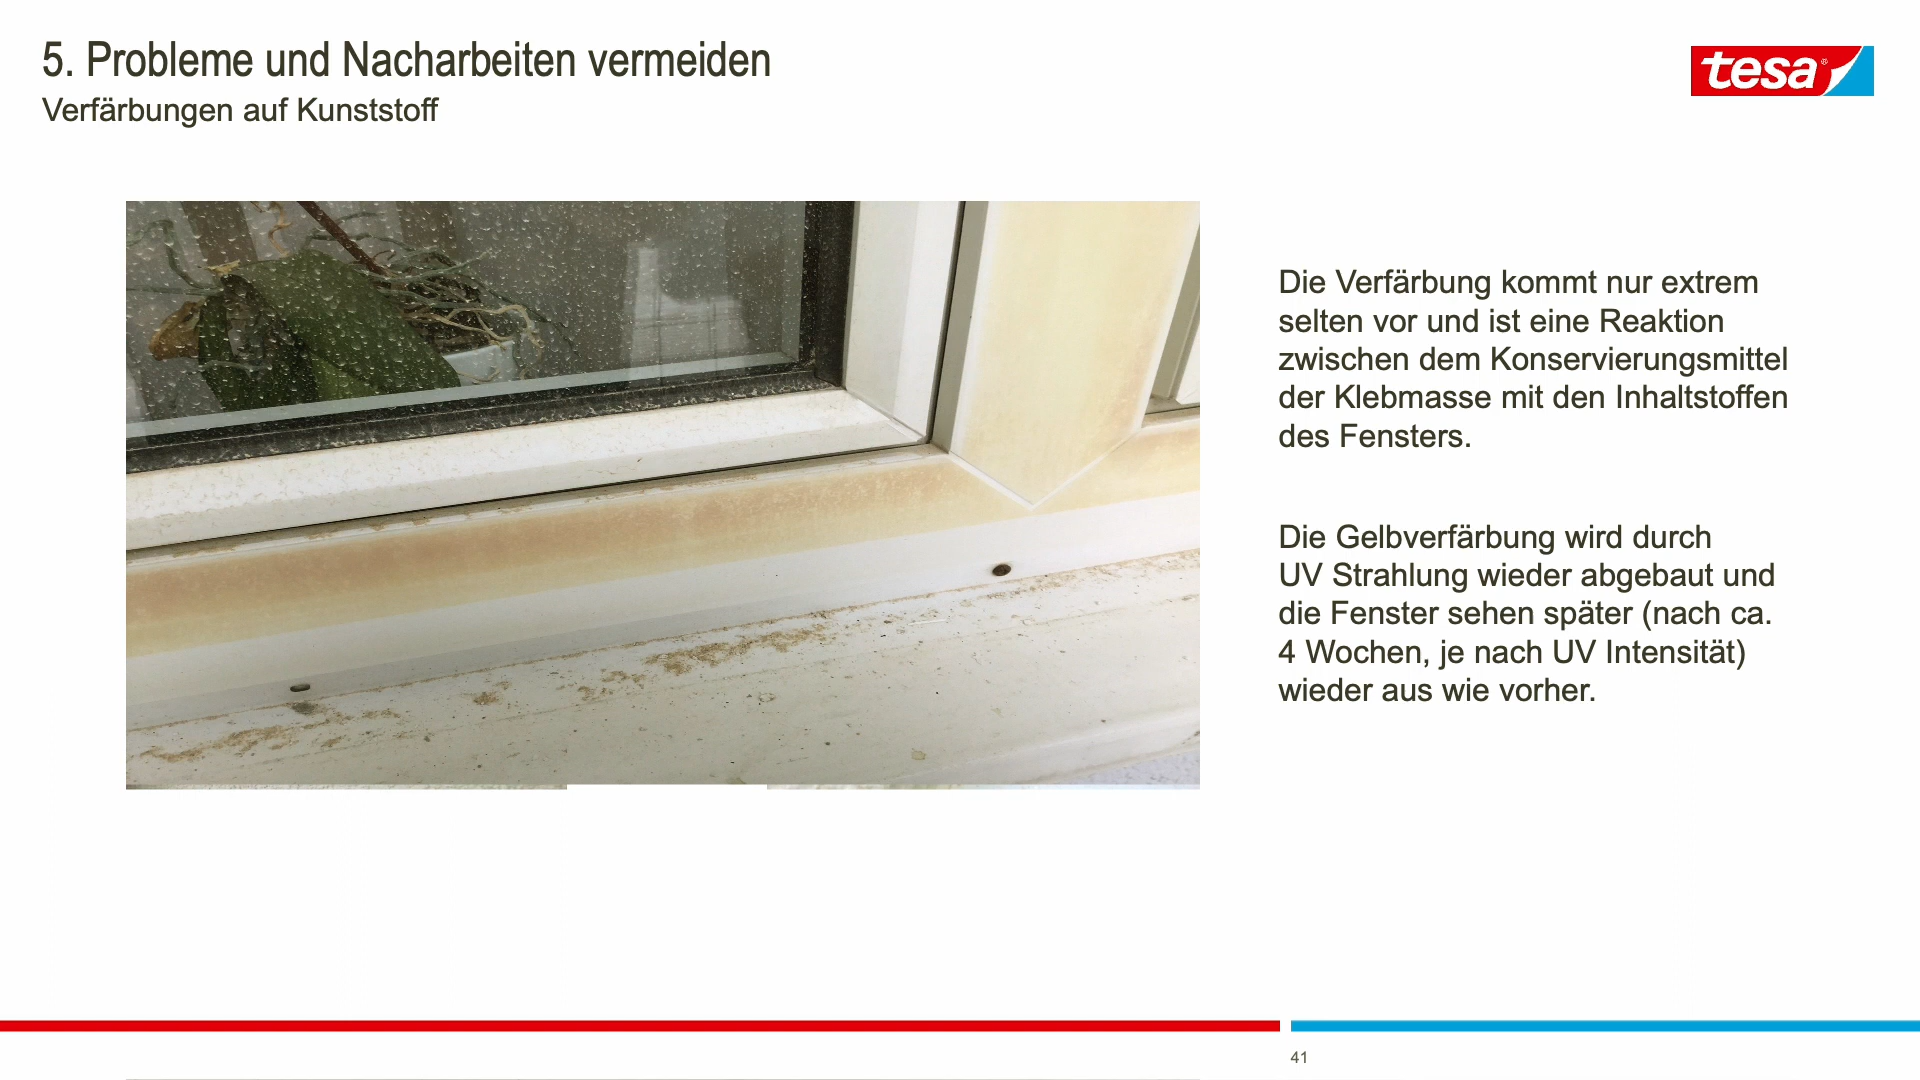 5. Probleme und Nacharbeiten vermeiden
Verfärbungen auf Kunststoff
tesa®
Die Verfärbung kommt nur extrem
selten vor und ist eine Reaktion
zwischen dem Konservierungsmittel
der Klebmasse mit den Inhaltstoffen
des Fensters.
Die Gelbverfärbung wird durch
UV Strahlung wieder abgebaut und
die Fenster sehen später (nach ca.
4 Wochen, je nach UV Intensität)
wieder aus wie vorher.
41